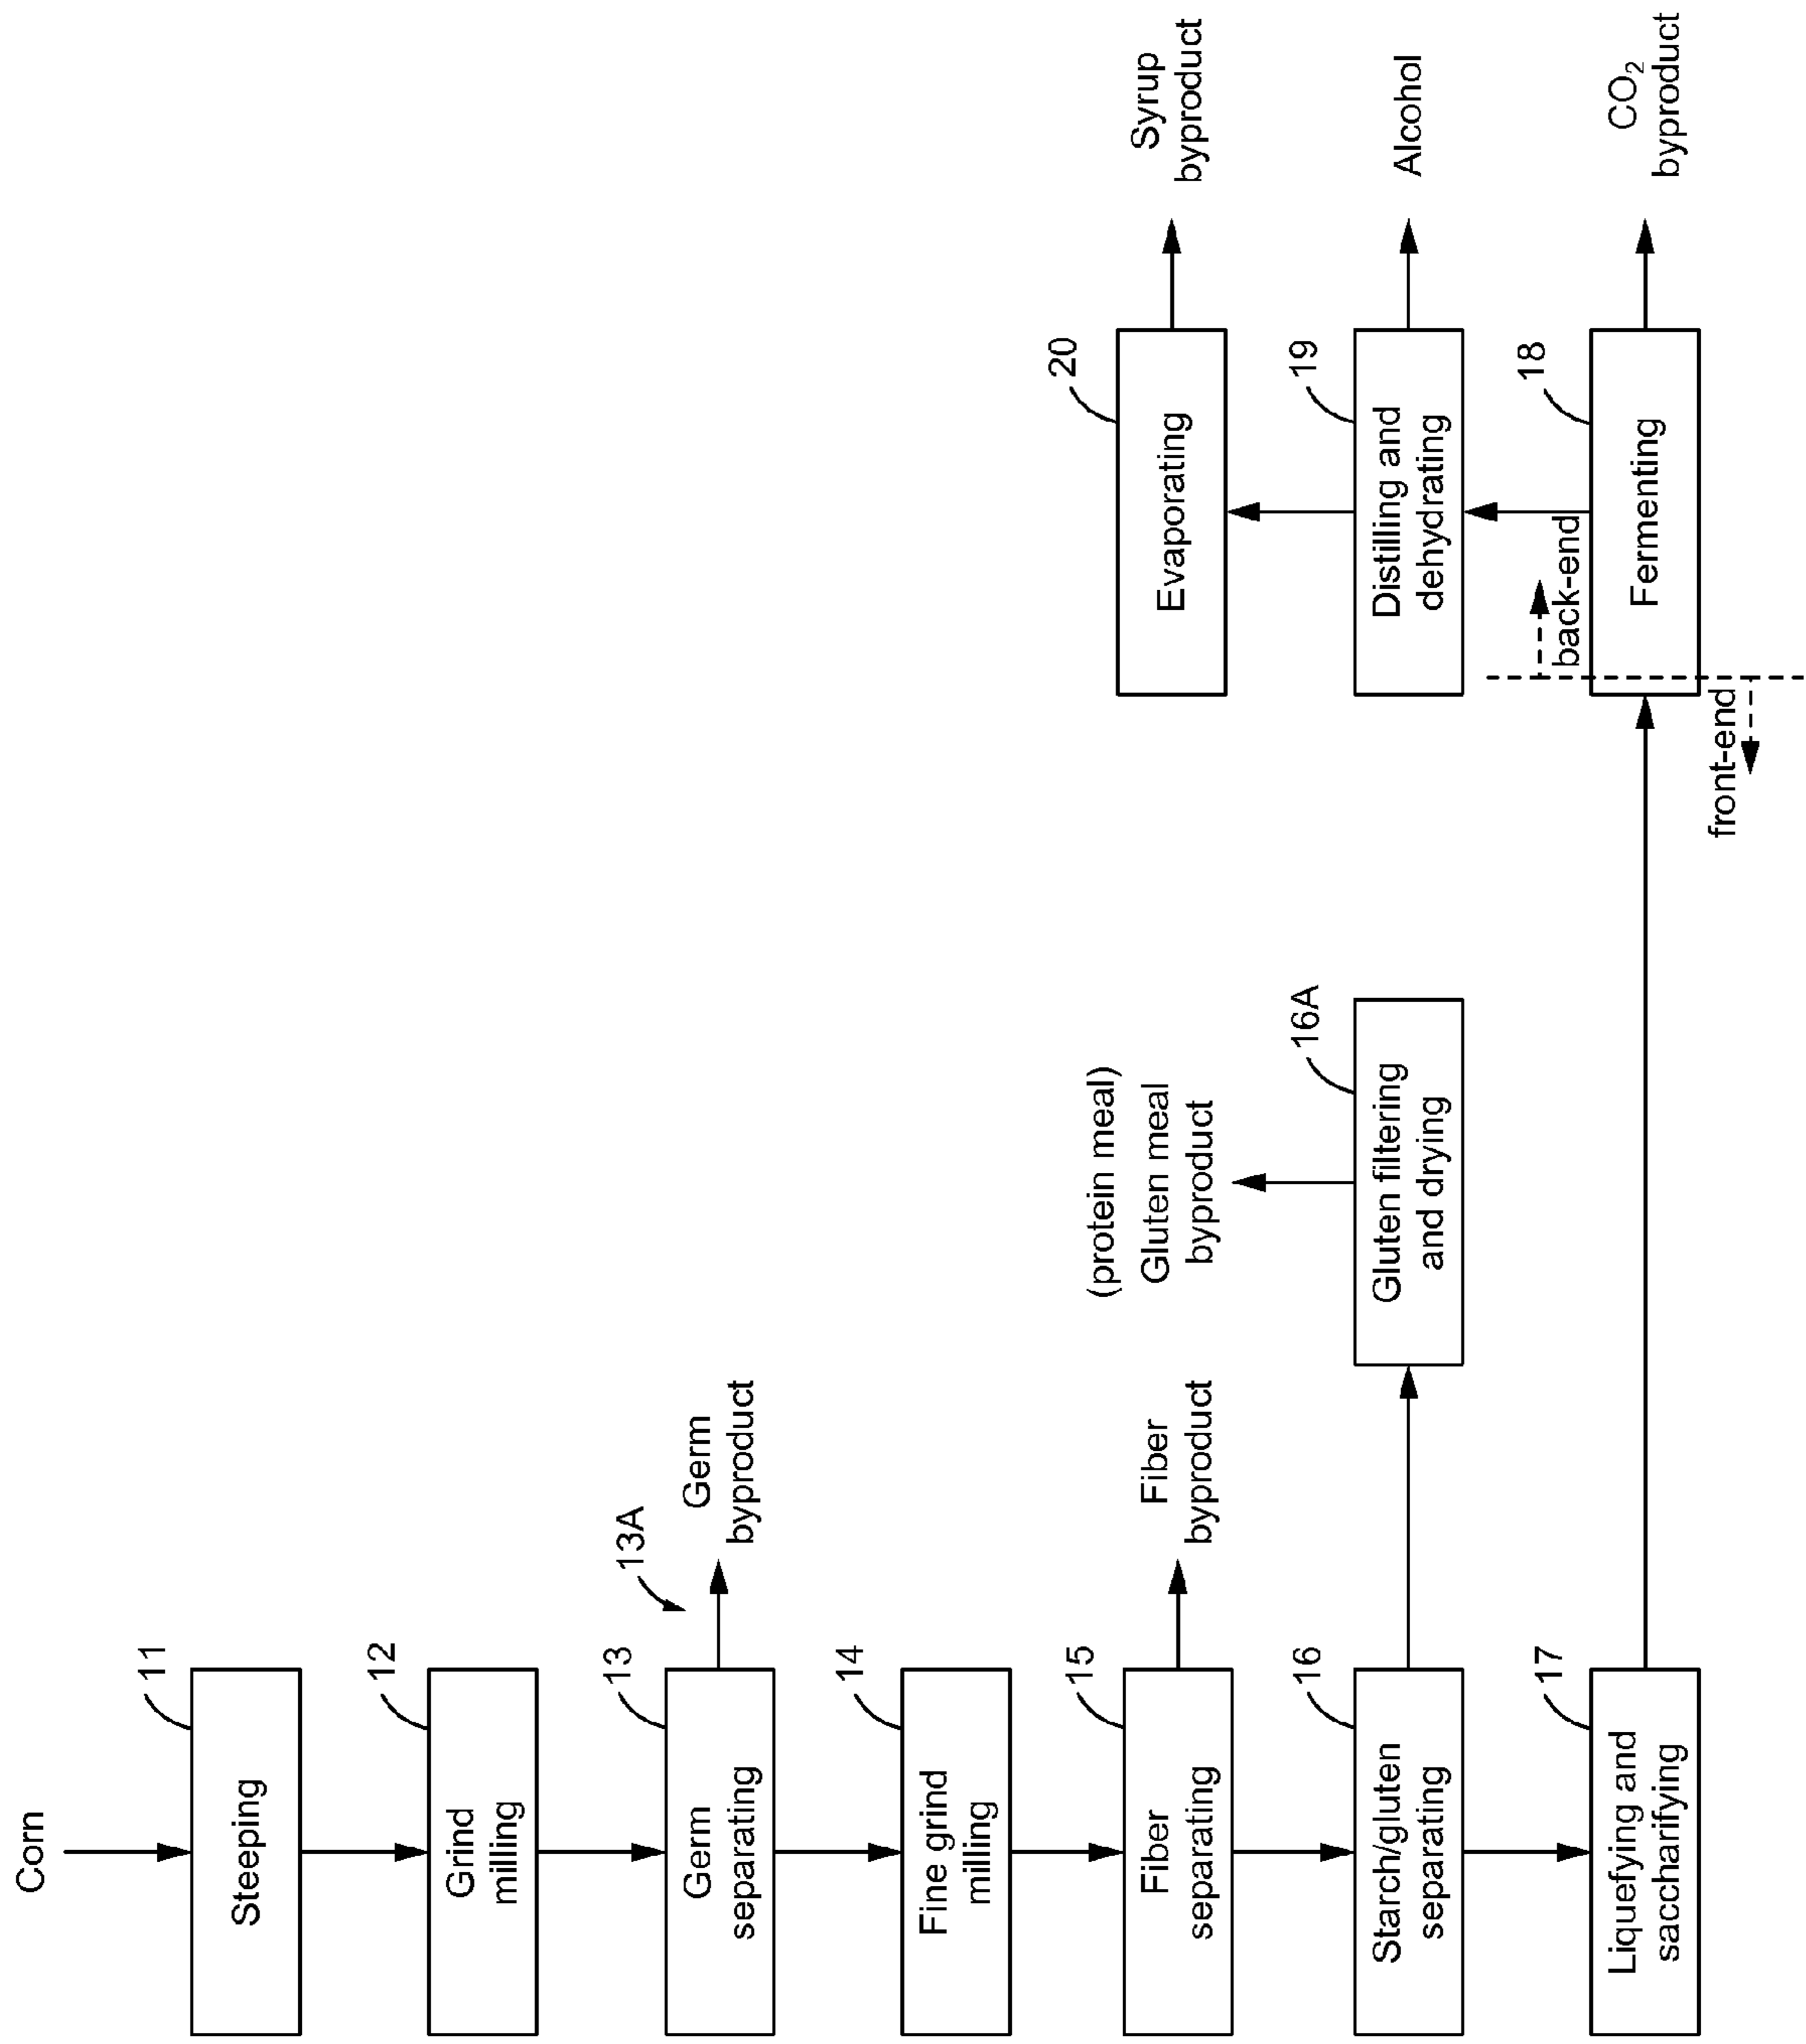 Corn
11
Steeping
12
Grind
milling
13
Germ
separating
13A
Germ
byproduct
14
Fine grind
milling
15
Fiber
separating
Fiber
byproduct
16
Starch/gluten
separating
16A
Gluten filtering
and drying
(protein meal)
Gluten meal
byproduct
17
Liquefying and
saccharifying
front-end
back-end
18
Fermenting
CO₂
byproduct
19
Distilling and
dehydrating
Alcohol
20
Evaporating
Syrup
byproduct